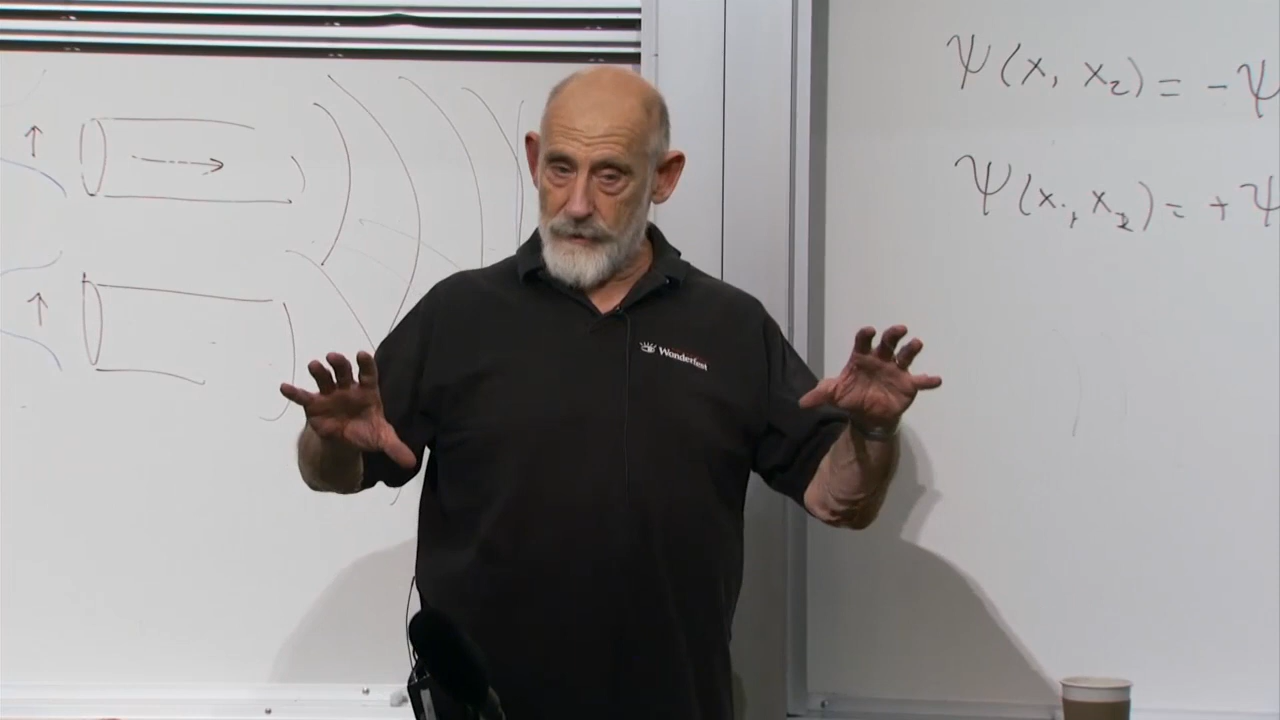 ψ(x, x₂) = - ψ
ψ(x₁, x₂) = + ψ
Wonderfest